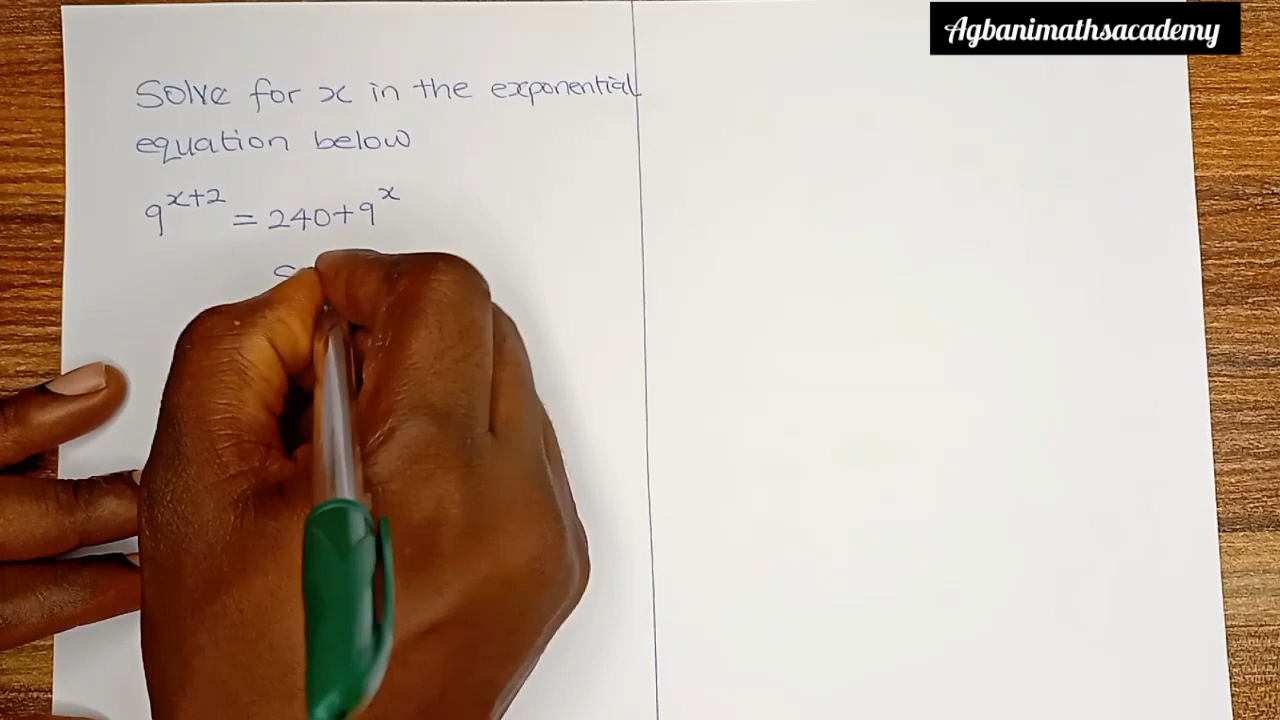 Agbanimathsacademy
Solve for x in the exponential
equation below
9^{x+2} = 240 + 9^x